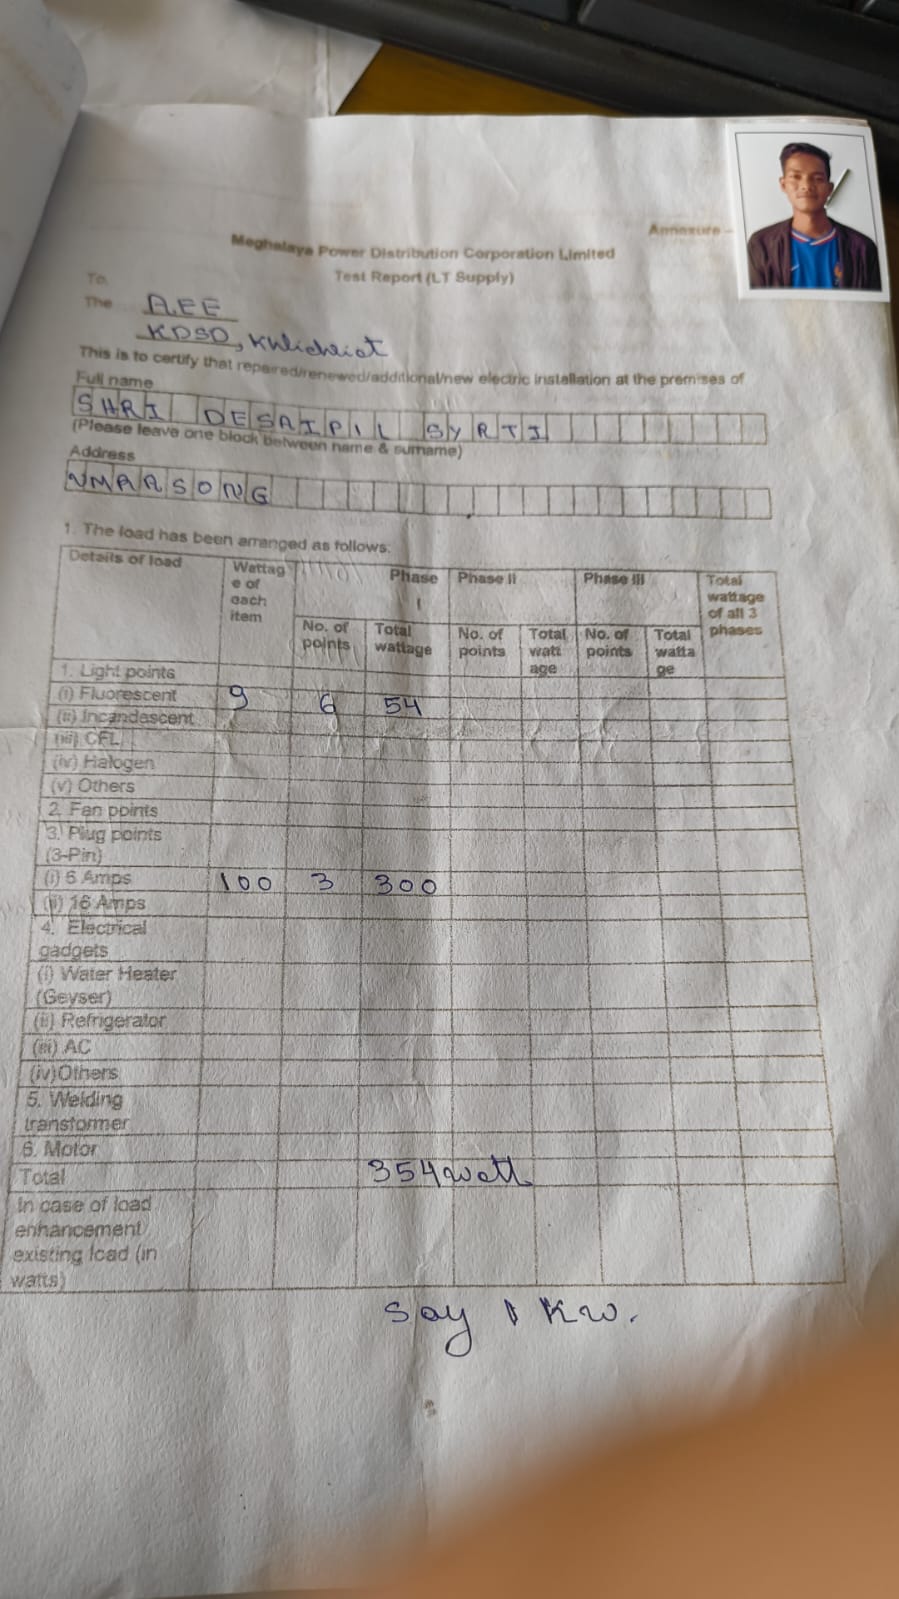 Annexure -
Meghalaya Power Distribution Corporation Limited
Test Report (LT Supply)
To,
The AEE
KDSD, Khliehriat
This is to certify that repaired/renewed/additional/new electric installation at the premises of
Full name
SHRI DESAIPIL SYRTI
(Please leave one block between name & surname)
Address
WMARSONG
1. The load has been arranged as follows:
Details of load Wattage of each item Phase I Phase II Phase III Total wattage of all 3 phases
No. of points Total wattage No. of points Total watt age No. of points Total watta ge
1. Light points
(i) Fluorescent 9 6 54
(ii) Incandescent
(iii) CFL
(iv) Halogen
(v) Others
2. Fan points
3. Plug points
(3-Pin)
(i) 6 Amps 100 3 300
(ii) 16 Amps
4. Electrical
gadgets
(i) Water Heater
(Geyser)
(ii) Refrigerator
(iii) AC
(iv)Others
5. Welding
transformer
6. Motor
Total 354 watt
In case of load
enhancement
existing load (in
watts)
Say 1 KW.